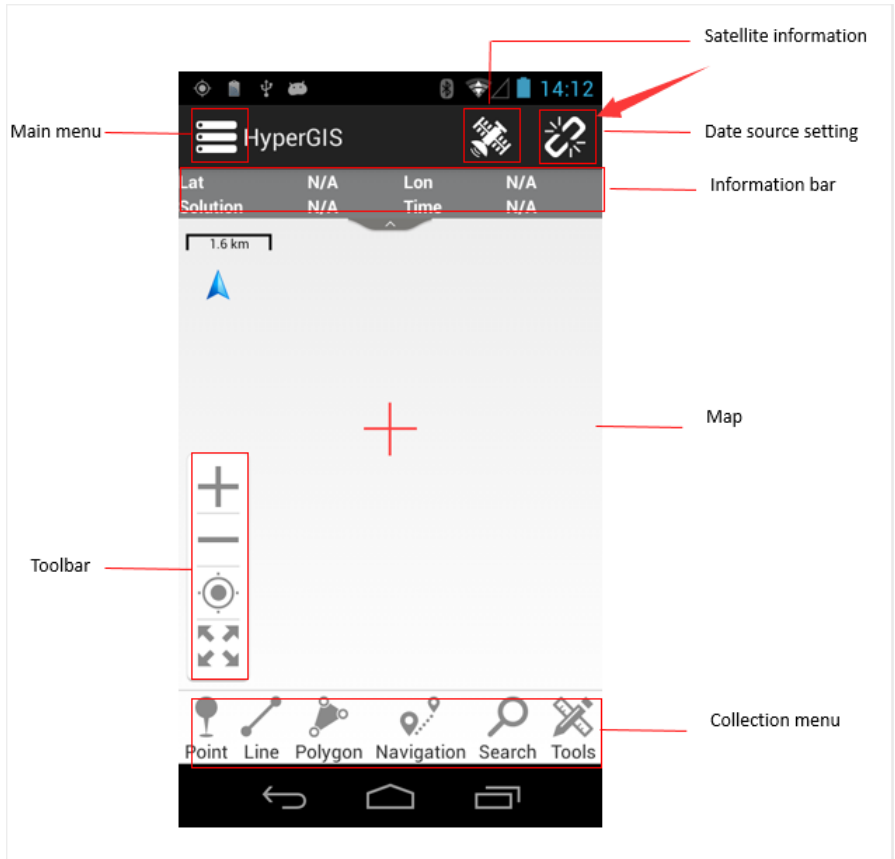 Satellite information
14:12
Main menu
HyperGIS
Date source setting
Lat N/A Lon N/A
Information bar
Solution N/A Time N/A
1.6 km
Map
Toolbar
Collection menu
Point Line Polygon Navigation Search Tools